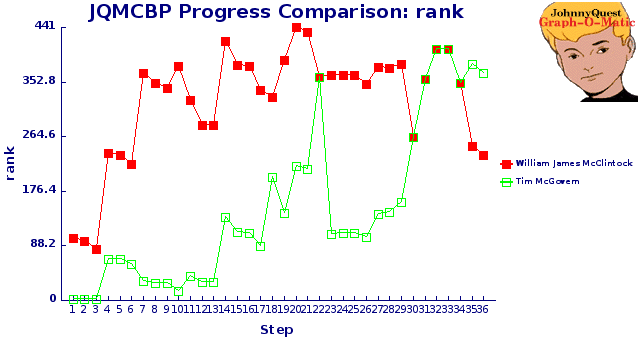 JQMCBP Progress Comparison: rank
JohnnyQuest
Graph-O-Matic
441
352.8
264.6
176.4
88.2
0
rank
1 2 3 4 5 6 7 8 9 10 11 12 13 14 15 16 17 18 19 20 21 22 23 24 25 26 27 28 29 30 31 32 33 34 35 36
Step
William James McClintock
Tim McGovern